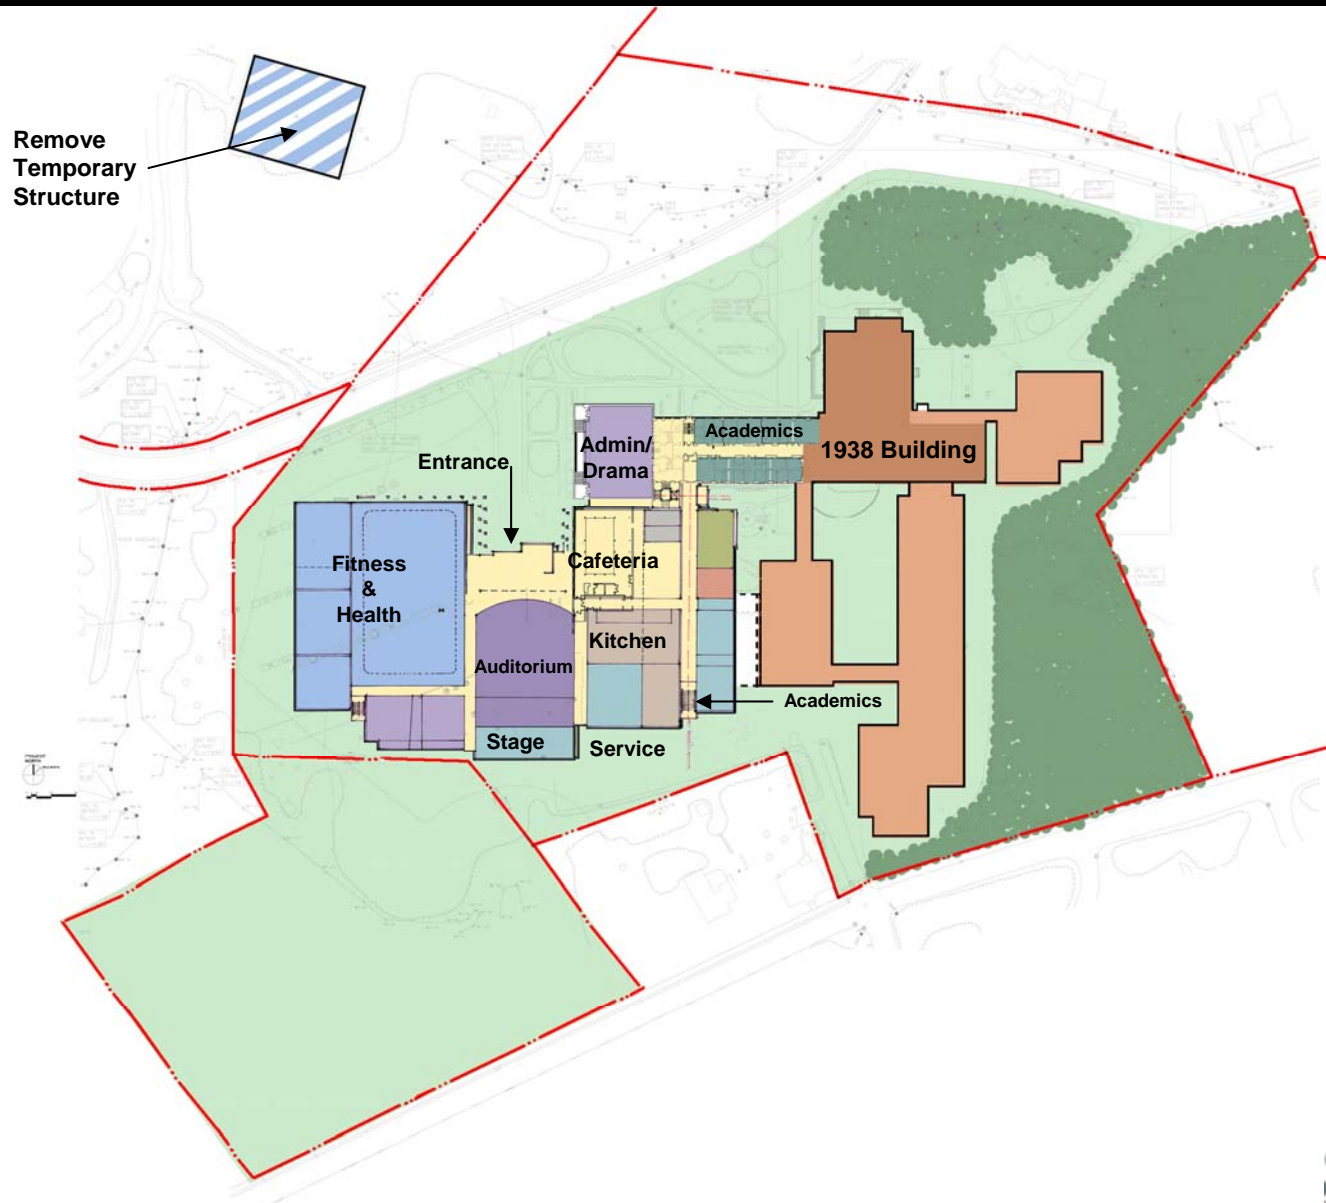 Remove
Temporary
Structure
Academics
Admin/
Drama
1938 Building
Entrance
Cafeteria
Fitness
&
Health
Kitchen
Auditorium
Academics
Stage
Service